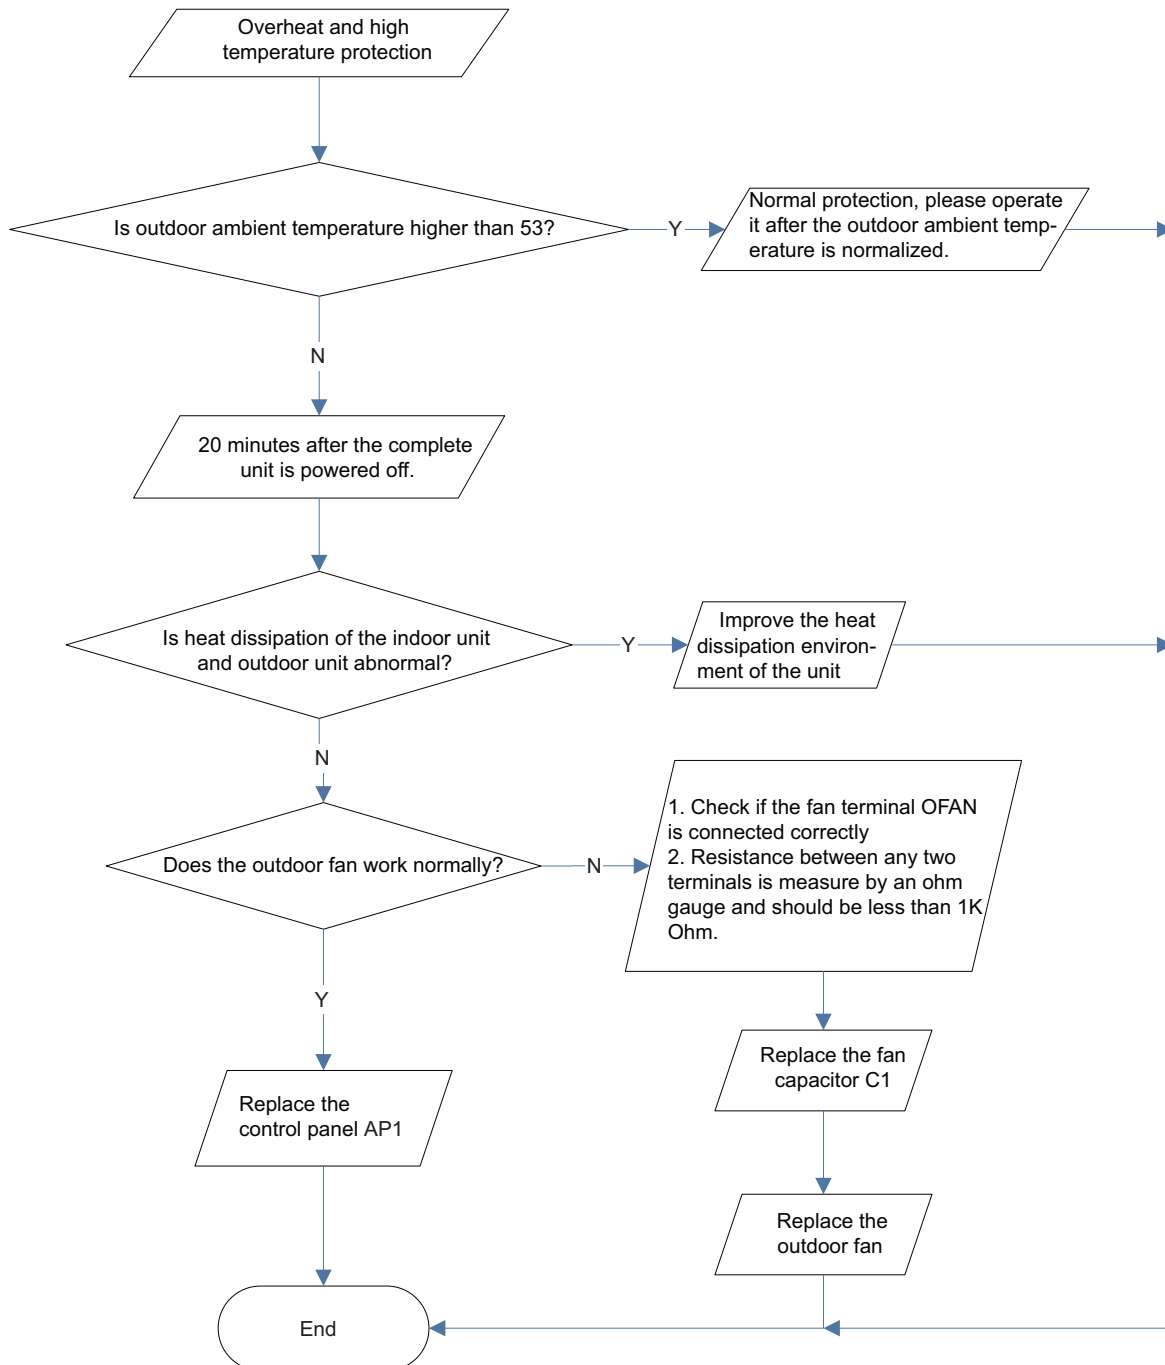 Overheat and high
temperature protection
Is outdoor ambient temperature higher than 53?
Y
Normal protection, please operate
it after the outdoor ambient temp-
erature is normalized.
N
20 minutes after the complete
unit is powered off.
Is heat dissipation of the indoor unit
and outdoor unit abnormal?
Y
Improve the heat
dissipation environ-
ment of the unit
N
Does the outdoor fan work normally?
N
1. Check if the fan terminal OFAN
is connected correctly
2. Resistance between any two
terminals is measure by an ohm
gauge and should be less than 1K
Ohm.
Y
Replace the fan
capacitor C1
Replace the
control panel AP1
Replace the
outdoor fan
End